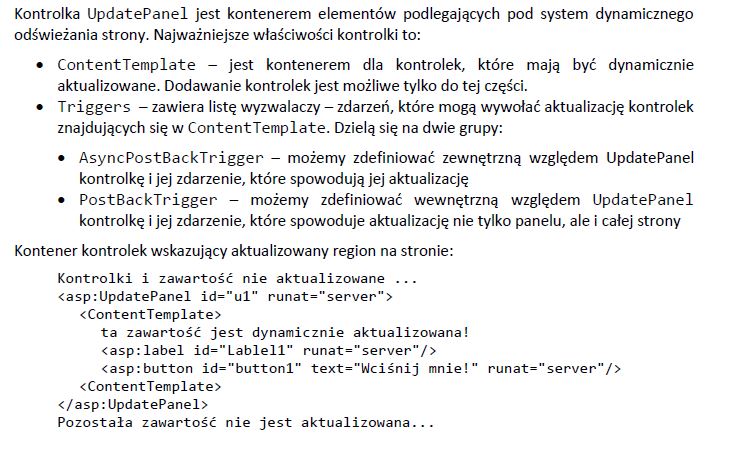 Kontrolka UpdatePanel jest kontenerem elementów podlegających pod system dynamicznego
odświeżania strony. Najważniejsze właściwości kontrolki to:
• ContentTemplate – jest kontenerem dla kontrolek, które mają być dynamicznie
aktualizowane. Dodawanie kontrolek jest możliwe tylko do tej części.
• Triggers – zawiera listę wyzwalaczy – zdarzeń, które mogą wywołać aktualizację kontrolek
znajdujących się w ContentTemplate. Dzielą się na dwie grupy:
• AsyncPostBackTrigger – możemy zdefiniować zewnętrzną względem UpdatePanel
kontrolkę i jej zdarzenie, które spowodują jej aktualizację
• PostBackTrigger – możemy zdefiniować wewnętrzną względem UpdatePanel
kontrolkę i jej zdarzenie, które spowoduje aktualizację nie tylko panelu, ale i całej strony
Kontener kontrolek wskazujący aktualizowany region na stronie:
Kontrolki i zawartość nie aktualizowane ...
<asp:UpdatePanel id="u1" runat="server">
<ContentTemplate>
ta zawartość jest dynamicznie aktualizowana!
<asp:label id="Lablel1" runat="server"/>
<asp:button id="button1" text="Wciśnij mnie!" runat="server"/>
<ContentTemplate>
</asp:UpdatePanel>
Pozostała zawartość nie jest aktualizowana...